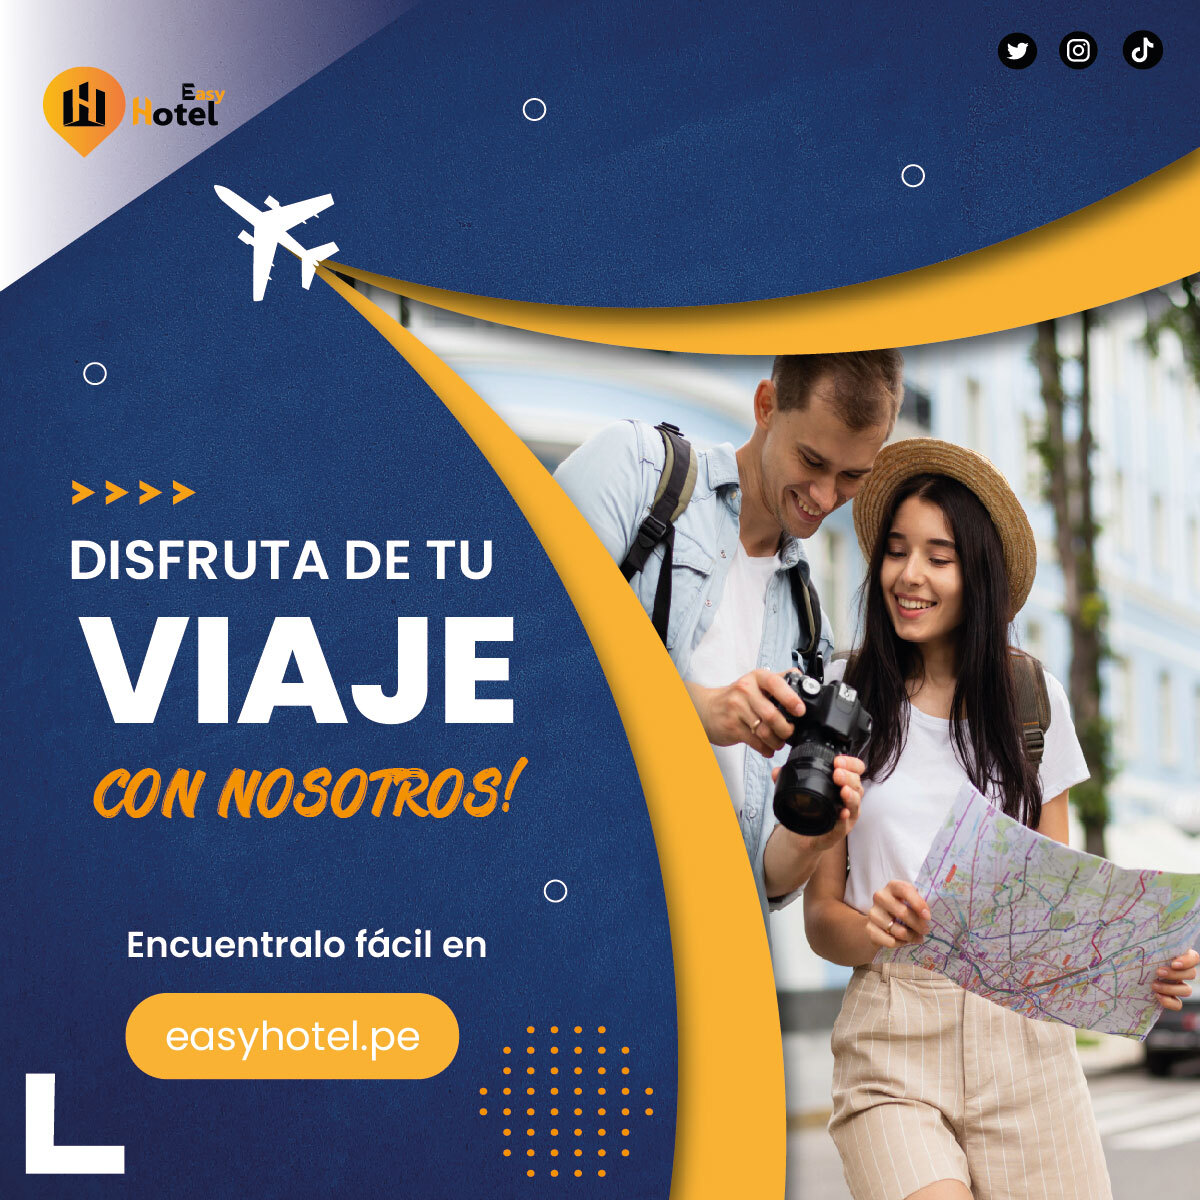 Easy
Hotel
> > > >
DISFRUTA DE TU
VIAJE
CON NOSOTROS!
Encuentralo fácil en
easyhotel.pe